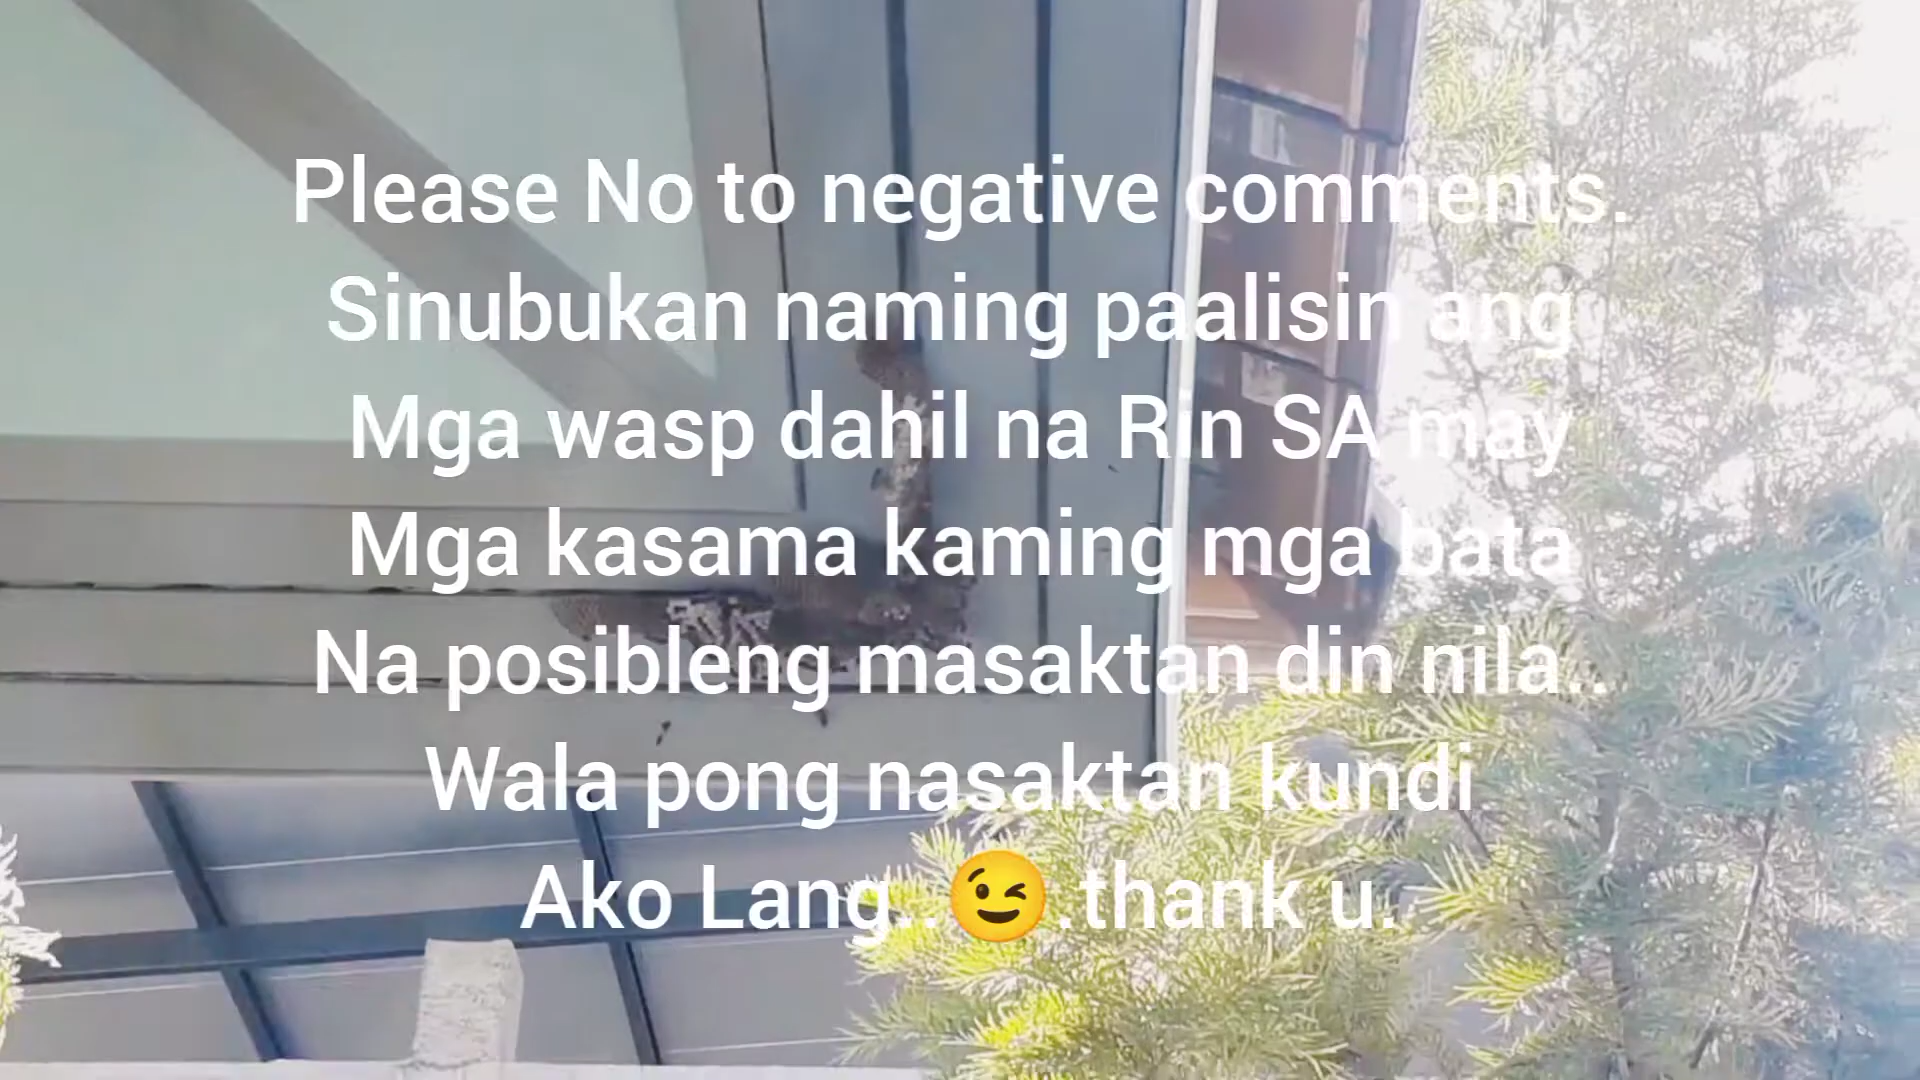 Please No to negative comments.
Sinubukan naming paalisin ang
Mga wasp dahil na Rin SA may
Mga kasama kaming mga bata
Na posibleng masaktan din nila..
Wala pong nasaktan kundi
Ako Lang..😉.thank u.